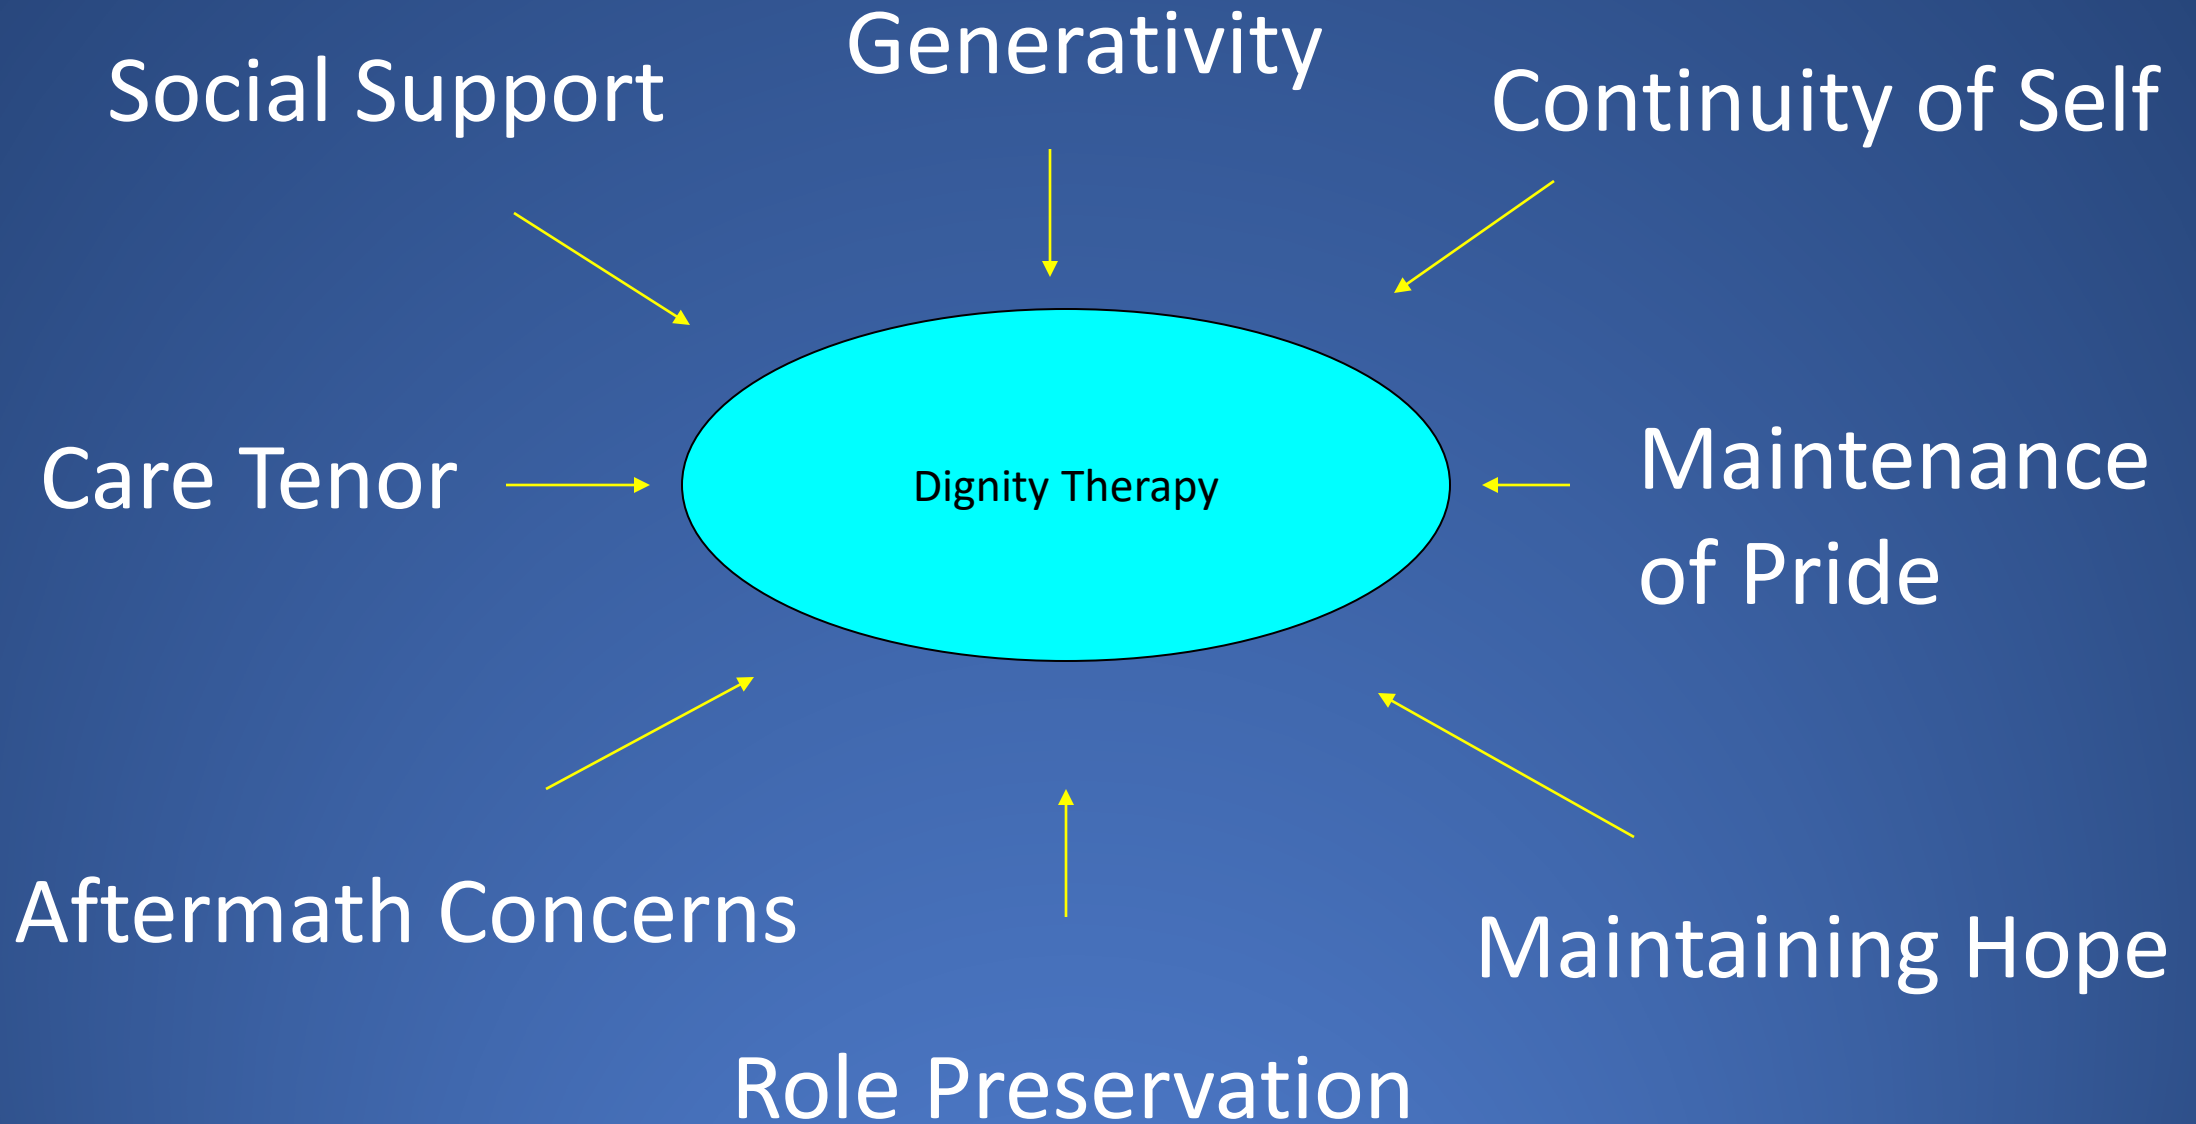 Generativity
Social Support
Continuity of Self
Care Tenor
Dignity Therapy
Maintenance
of Pride
Aftermath Concerns
Maintaining Hope
Role Preservation